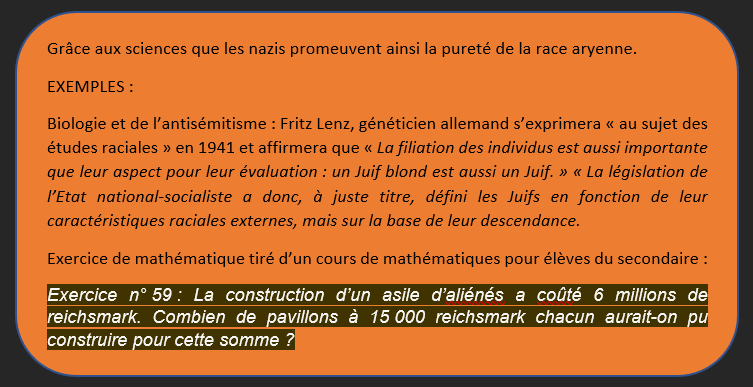 Grâce aux sciences que les nazis promeuvent ainsi la pureté de la race aryenne.
EXEMPLES :
Biologie et de l’antisémitisme : Fritz Lenz, généticien allemand s’exprimera « au sujet des
études raciales » en 1941 et affirmera que « La filiation des individus est aussi importante
que leur aspect pour leur évaluation : un Juif blond est aussi un Juif. » « La législation de
l’Etat national-socialiste a donc, à juste titre, défini les Juifs en fonction de leur
caractéristiques raciales externes, mais sur la base de leur descendance.
Exercice de mathématique tiré d’un cours de mathématiques pour élèves du secondaire :
Exercice n° 59 : La construction d’un asile d’aliénés a coûté 6 millions de
reichsmark. Combien de pavillons à 15 000 reichsmark chacun aurait-on pu
construire pour cette somme ?